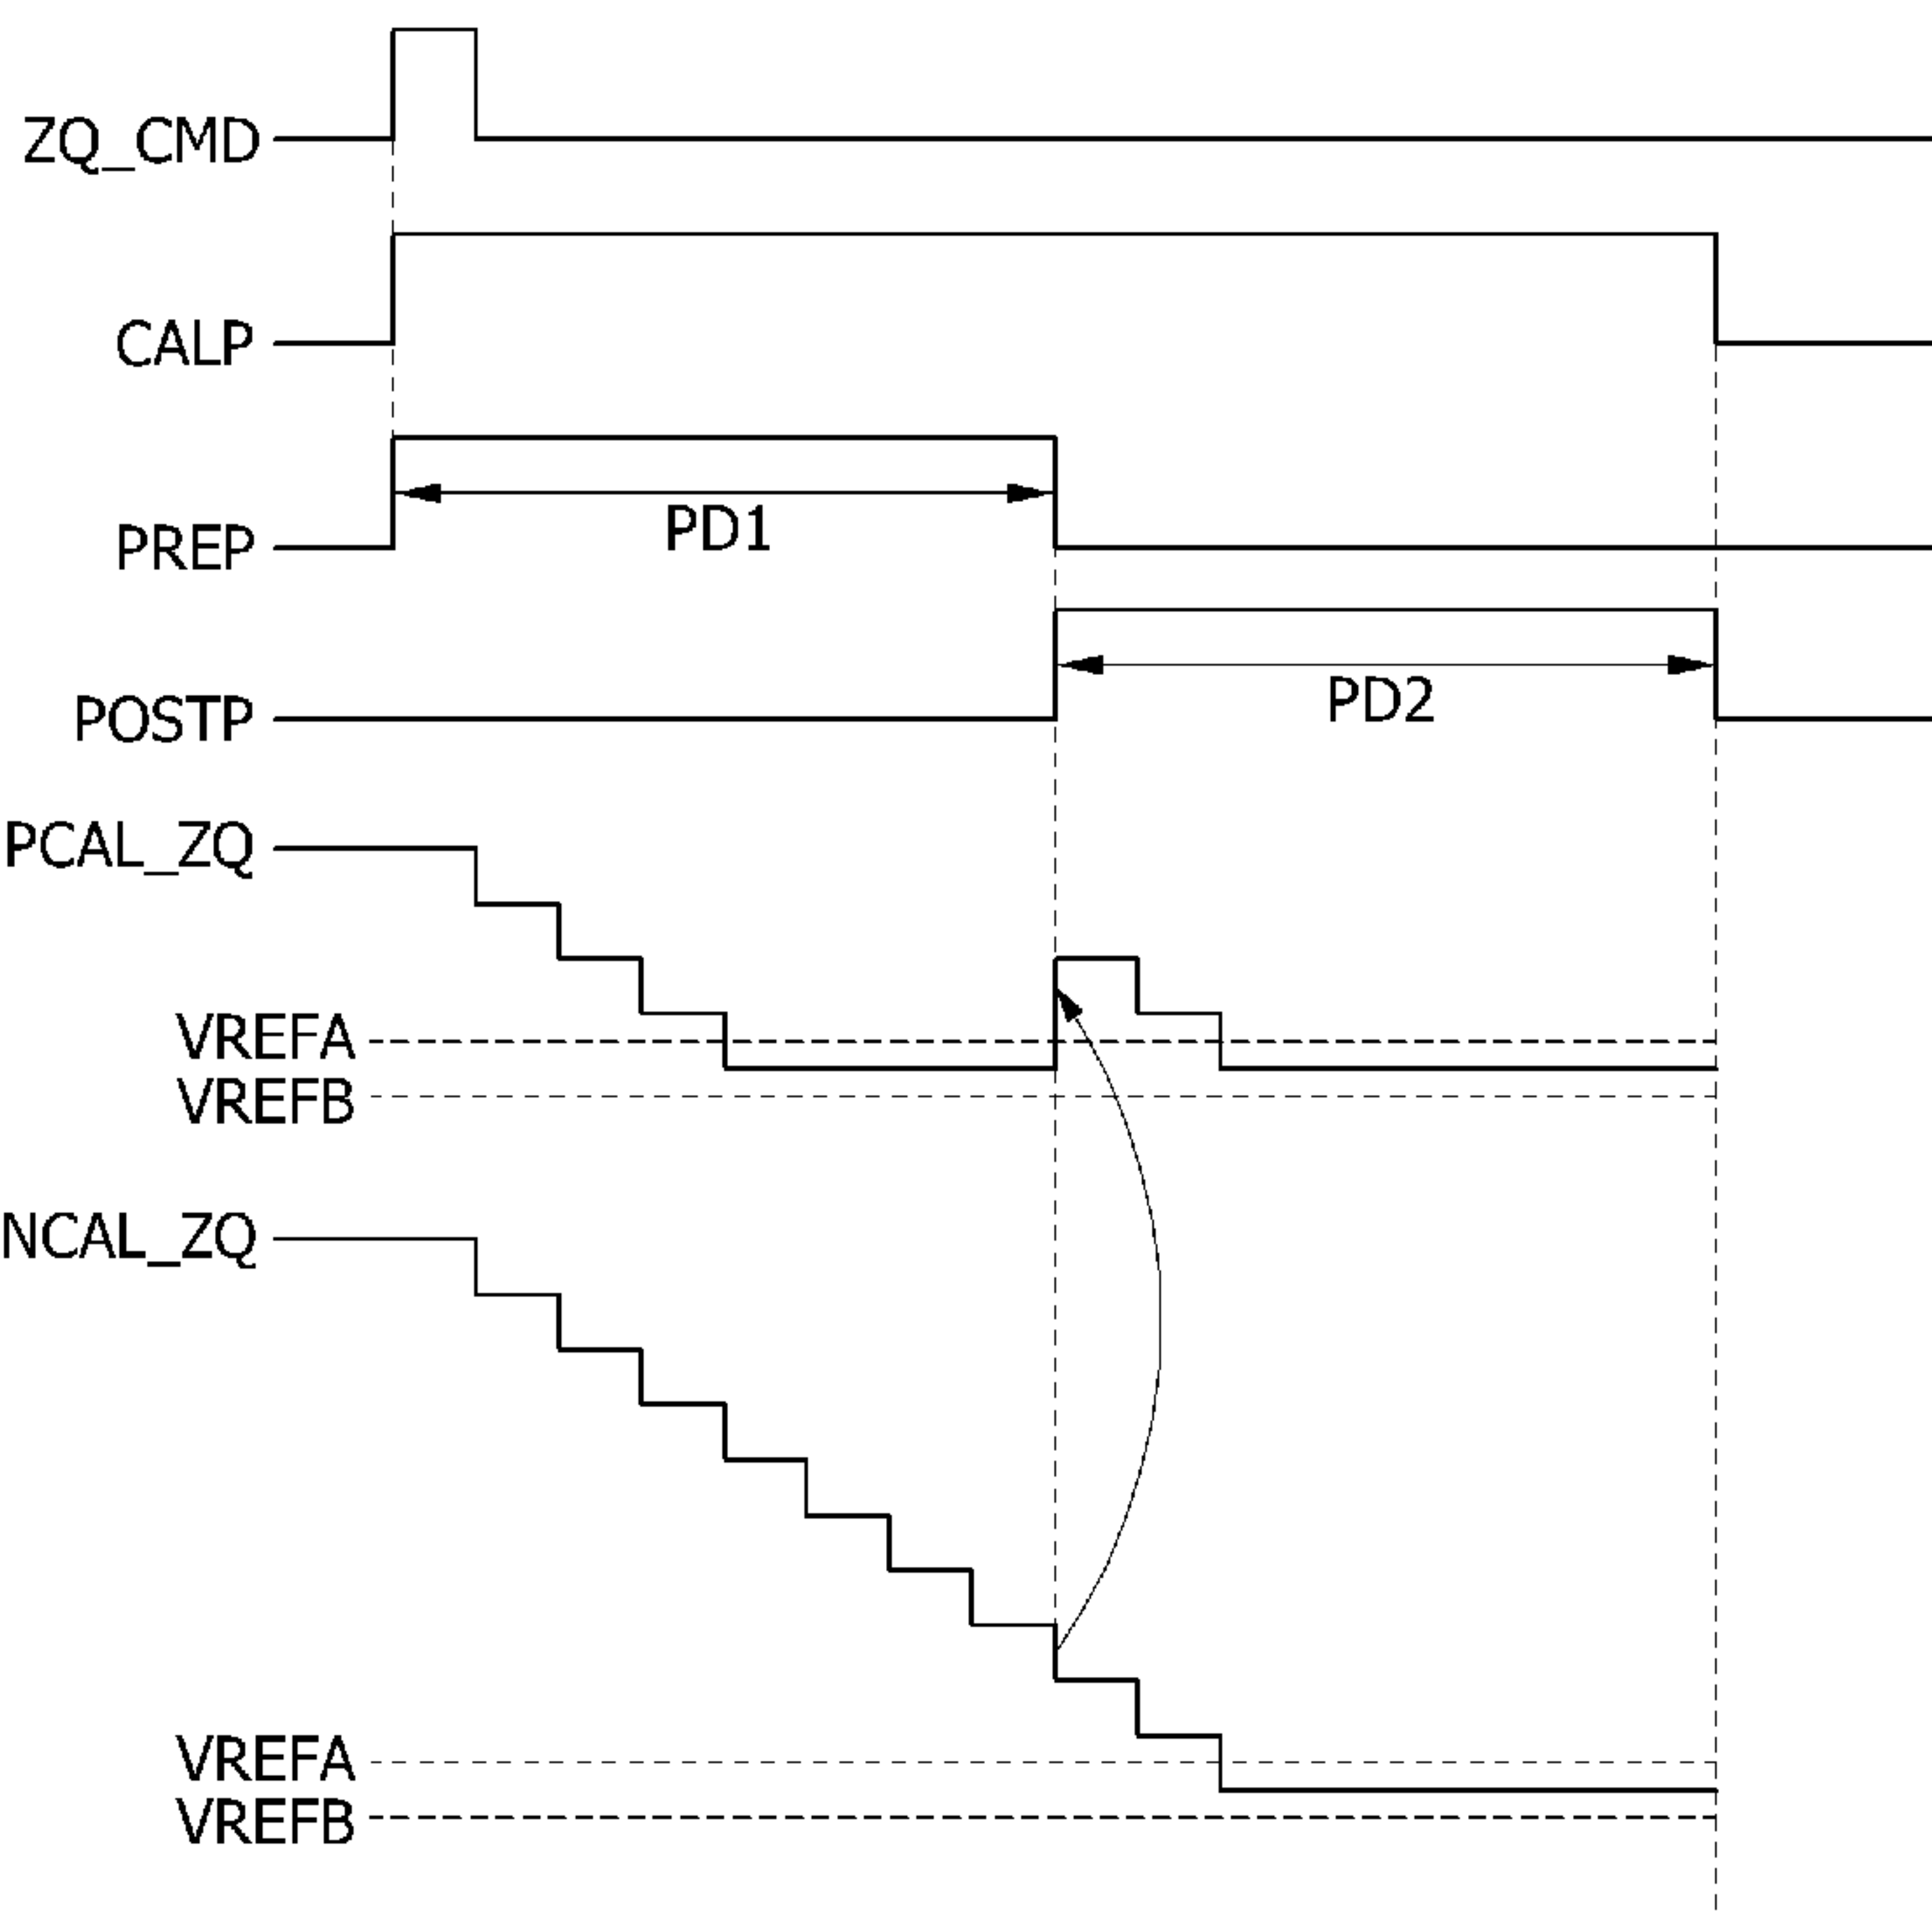 ZQ_CMD
CALP
PREP
PD1
POSTP
PD2
PCAL_ZQ
VREFA
VREFB
NCAL_ZQ
VREFA
VREFB